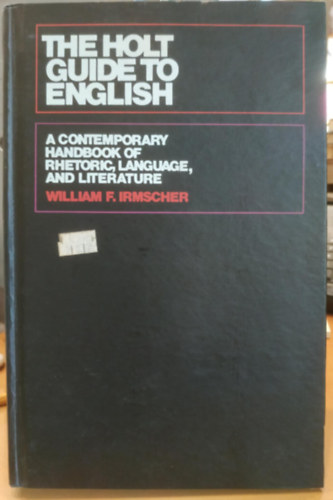 THE HOLT
GUIDE TO
ENGLISH
A CONTEMPORARY
HANDBOOK OF
RHETORIC, LANGUAGE,
AND LITERATURE
WILLIAM F. IRMSCHER